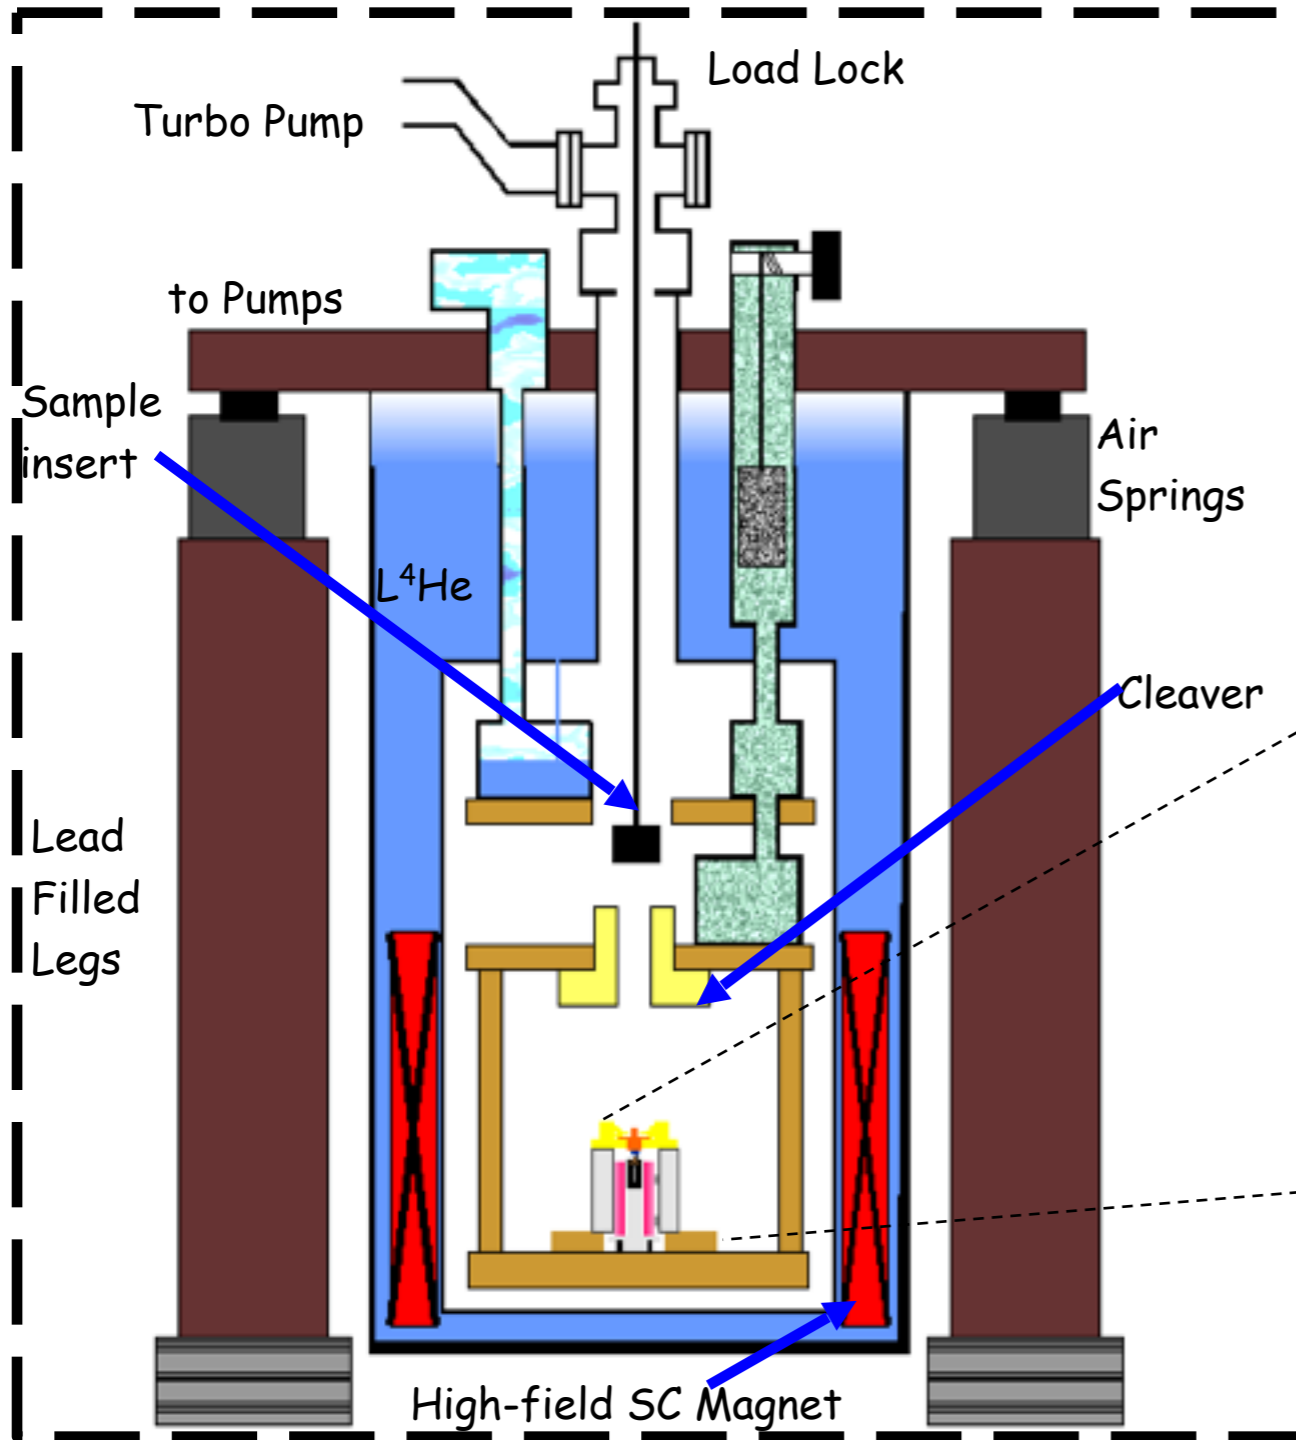 Load Lock
Turbo Pump
to Pumps
Sample
insert
Air
Springs
L⁴He
Cleaver
Lead
Filled
Legs
High-field SC Magnet